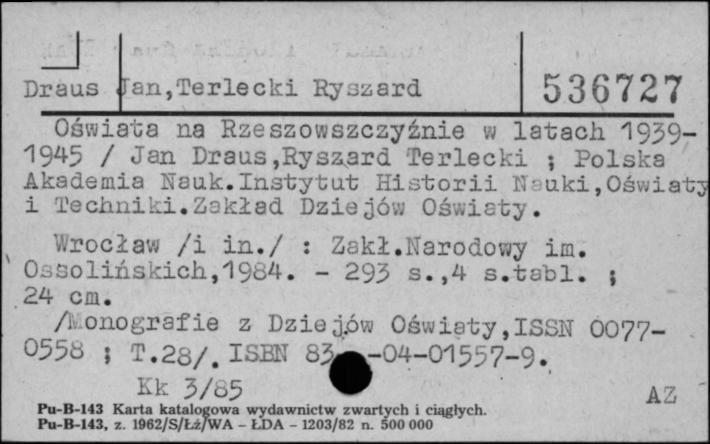 Draus Jan,Terlecki Ryszard
536727
Oświata na Rzeszowszczyźnie w latach 1939-
1945 / Jan Draus,Ryszard Terlecki ; Polska
Akademia Nauk.Instytut Historii Nauki,Oświaty
i Techniki.Zakład Dziejów Oświaty.
Wrocław /i in./ : Zakł.Narodowy im.
Ossolińskich,1984. - 293 s.,4 s.tabl. ;
24 cm.
/Monografie z Dziejów Oświaty,ISSN 0077-
0558 ; T.28/. ISBN 83-04-01557-9.
Kk 3/85
AZ
Pu-B-143 Karta katalogowa wydawnictw zwartych i ciągłych.
Pu-B-143, z. 1962/S/Łż/WA - ŁDA - 1203/82 n. 500 000